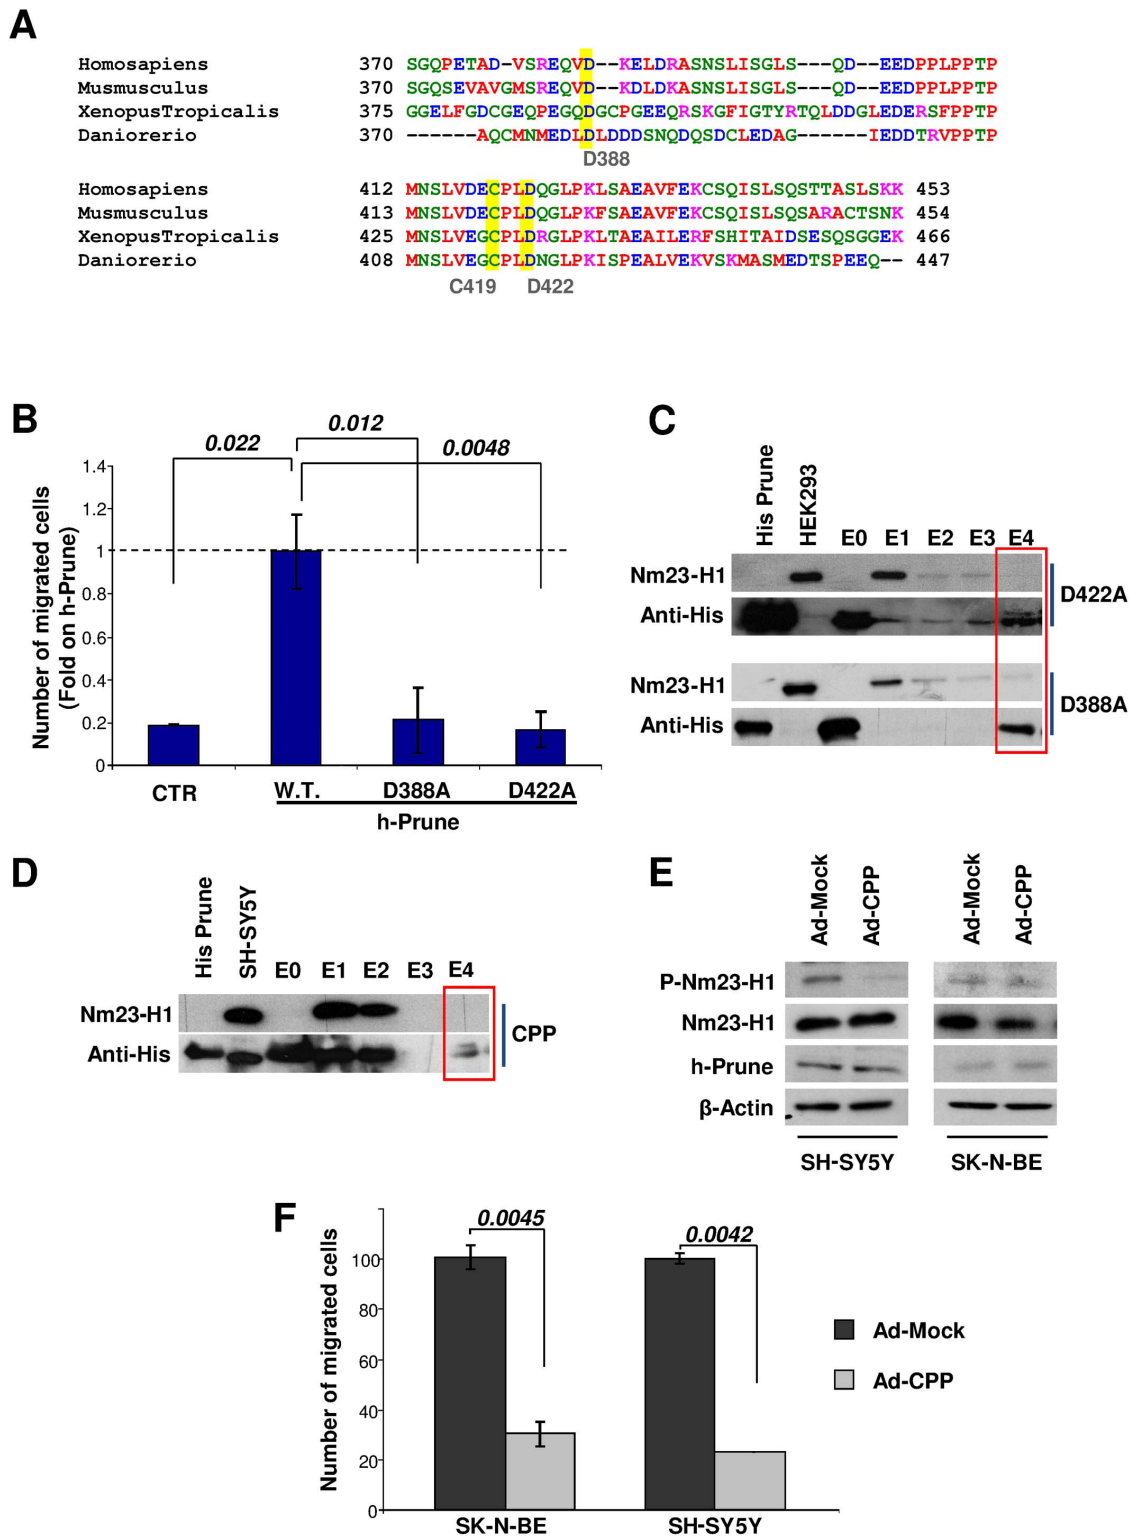 A
Homosapiens 370 SGQPETAD-VSREQVD--KELDRASNSLISGLS---QD--EEDPPLPPTP
Musmusculus 370 SGQSEVAVGMSREQVD--KDLDKASNSLISGLS---QD--EEDPPLPPTP
XenopusTropicalis 375 GGELFGDCGEQPEGQDGCPGEEQRSKGFIGTYRTQLDDGLEDERSFPPTP
Daniorerio 370 ------AQCMNMEDLDLDDDSNQDQSDCLEDAG------IEDDTRVPPTP
D388
Homosapiens 412 MNSLVDECPLDQGLPKLSAEAVFEKCSQISLSQSTTASLSKK 453
Musmusculus 413 MNSLVDECPLDQGLPKFSAEAVFEKCSQISLSQSARACTSNK 454
XenopusTropicalis 425 MNSLVEGCPLDRGLPKLTAEAILERFSHITAIDSESQSGGEK 466
Daniorerio 408 MNSLVEGCPLDNGLPKISPEALVEKVSKMASMEDTSPEEQ-- 447
C419 D422
B
0.022 0.012 0.0048
Number of migrated cells
(Fold on h-Prune)
1.4
1.2
1
0.8
0.6
0.4
0.2
0
CTR W.T. D388A D422A
h-Prune
C
His Prune HEK293 E0 E1 E2 E3 E4
Nm23-H1
Anti-His
D422A
Nm23-H1
Anti-His
D388A
D
His Prune SH-SY5Y E0 E1 E2 E3 E4
Nm23-H1
Anti-His
CPP
E
Ad-Mock Ad-CPP Ad-Mock Ad-CPP
P-Nm23-H1
Nm23-H1
h-Prune
β-Actin
SH-SY5Y SK-N-BE
F
0.0045 0.0042
Number of migrated cells
100
80
60
40
20
0
SK-N-BE SH-SY5Y
Ad-Mock
Ad-CPP